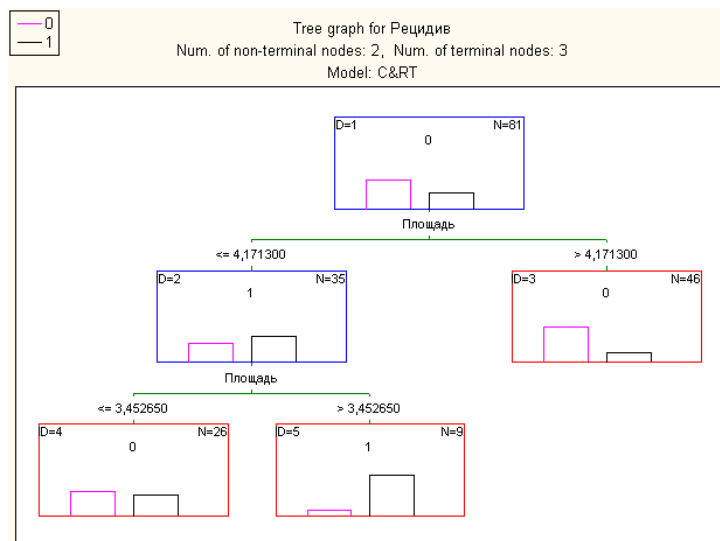 0
1
Tree graph for Рецидив
Num. of non-terminal nodes: 2, Num. of terminal nodes: 3
Model: C&RT
D=1 N=81
0
Площадь
<= 4,171300 > 4,171300
D=2 N=35 D=3 N=46
1 0
Площадь
<= 3,452650 > 3,452650
D=4 N=26 D=5 N=9
0 1